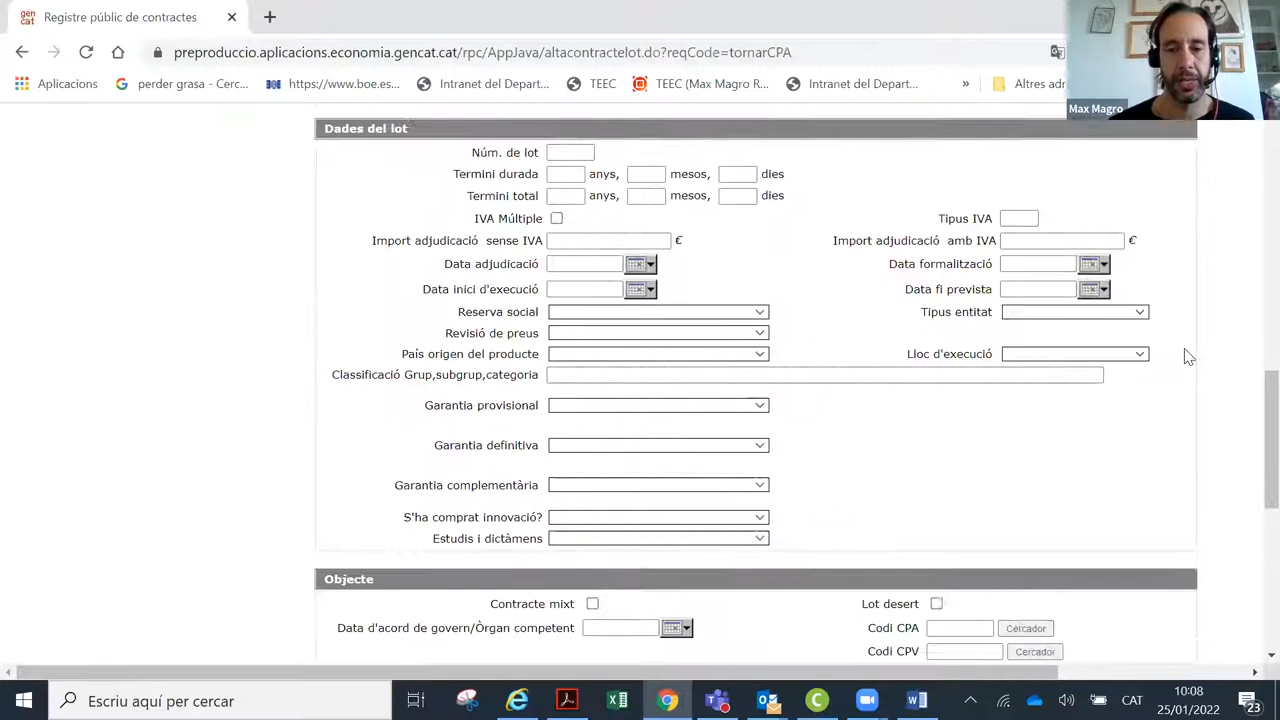 gen
cat
Registre públic de contractes
preproduccio.aplicacions.economia.gencat.cat/rpc/AppJava/altacontractelot.do?reqCode=tornarCPA
Aplicacions
perder grasa - Cerc...
https://www.boe.es...
Intranet del Depart...
TEEC
TEEC (Max Magro R...
Intranet del Depart...
»
Altres adr
Max Magro
Dades del lot
Núm. de lot
Termini durada anys, mesos, dies
Termini total anys, mesos, dies
IVA Múltiple Tipus IVA
Import adjudicació sense IVA € Import adjudicació amb IVA €
Data adjudicació Data formalització
Data inici d'execució Data fi prevista
Reserva social Tipus entitat
Revisió de preus
País origen del producte Lloc d'execució
Classificació Grup,subgrup,categoria
Garantia provisional
Garantia definitiva
Garantia complementària
S'ha comprat innovació?
Estudis i dictàmens
Objecte
Contracte mixt Lot desert
Data d'acord de govern/Òrgan competent Codi CPA Cercador
Codi CPV Cercador
Escriu aquí per cercar
CAT
10:08
25/01/2022
23